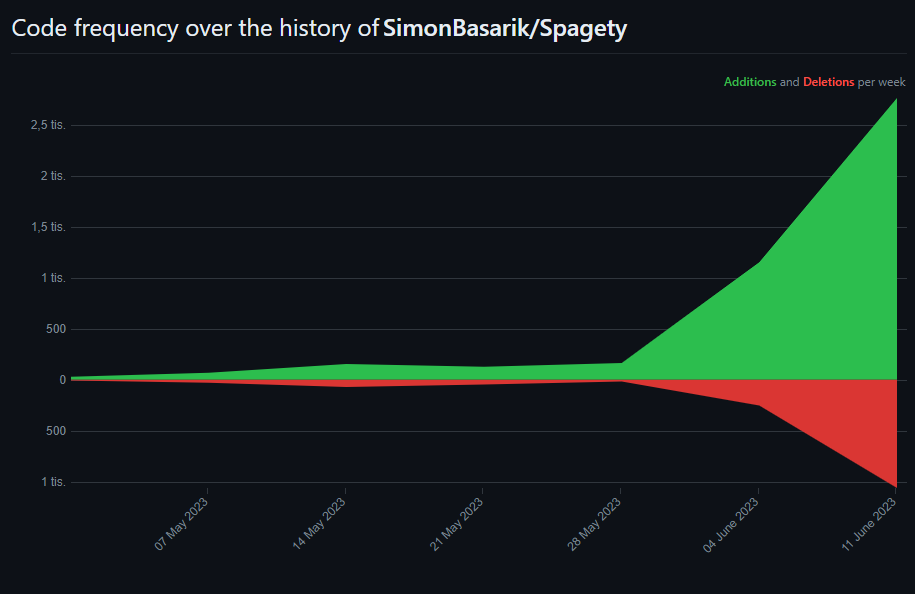 Code frequency over the history of SimonBasarik/Spagety
Additions and Deletions per week
2,5 tis.
2 tis.
1,5 tis.
1 tis.
500
0
500
1 tis.
07 May 2023
14 May 2023
21 May 2023
28 May 2023
04 June 2023
11 June 2023